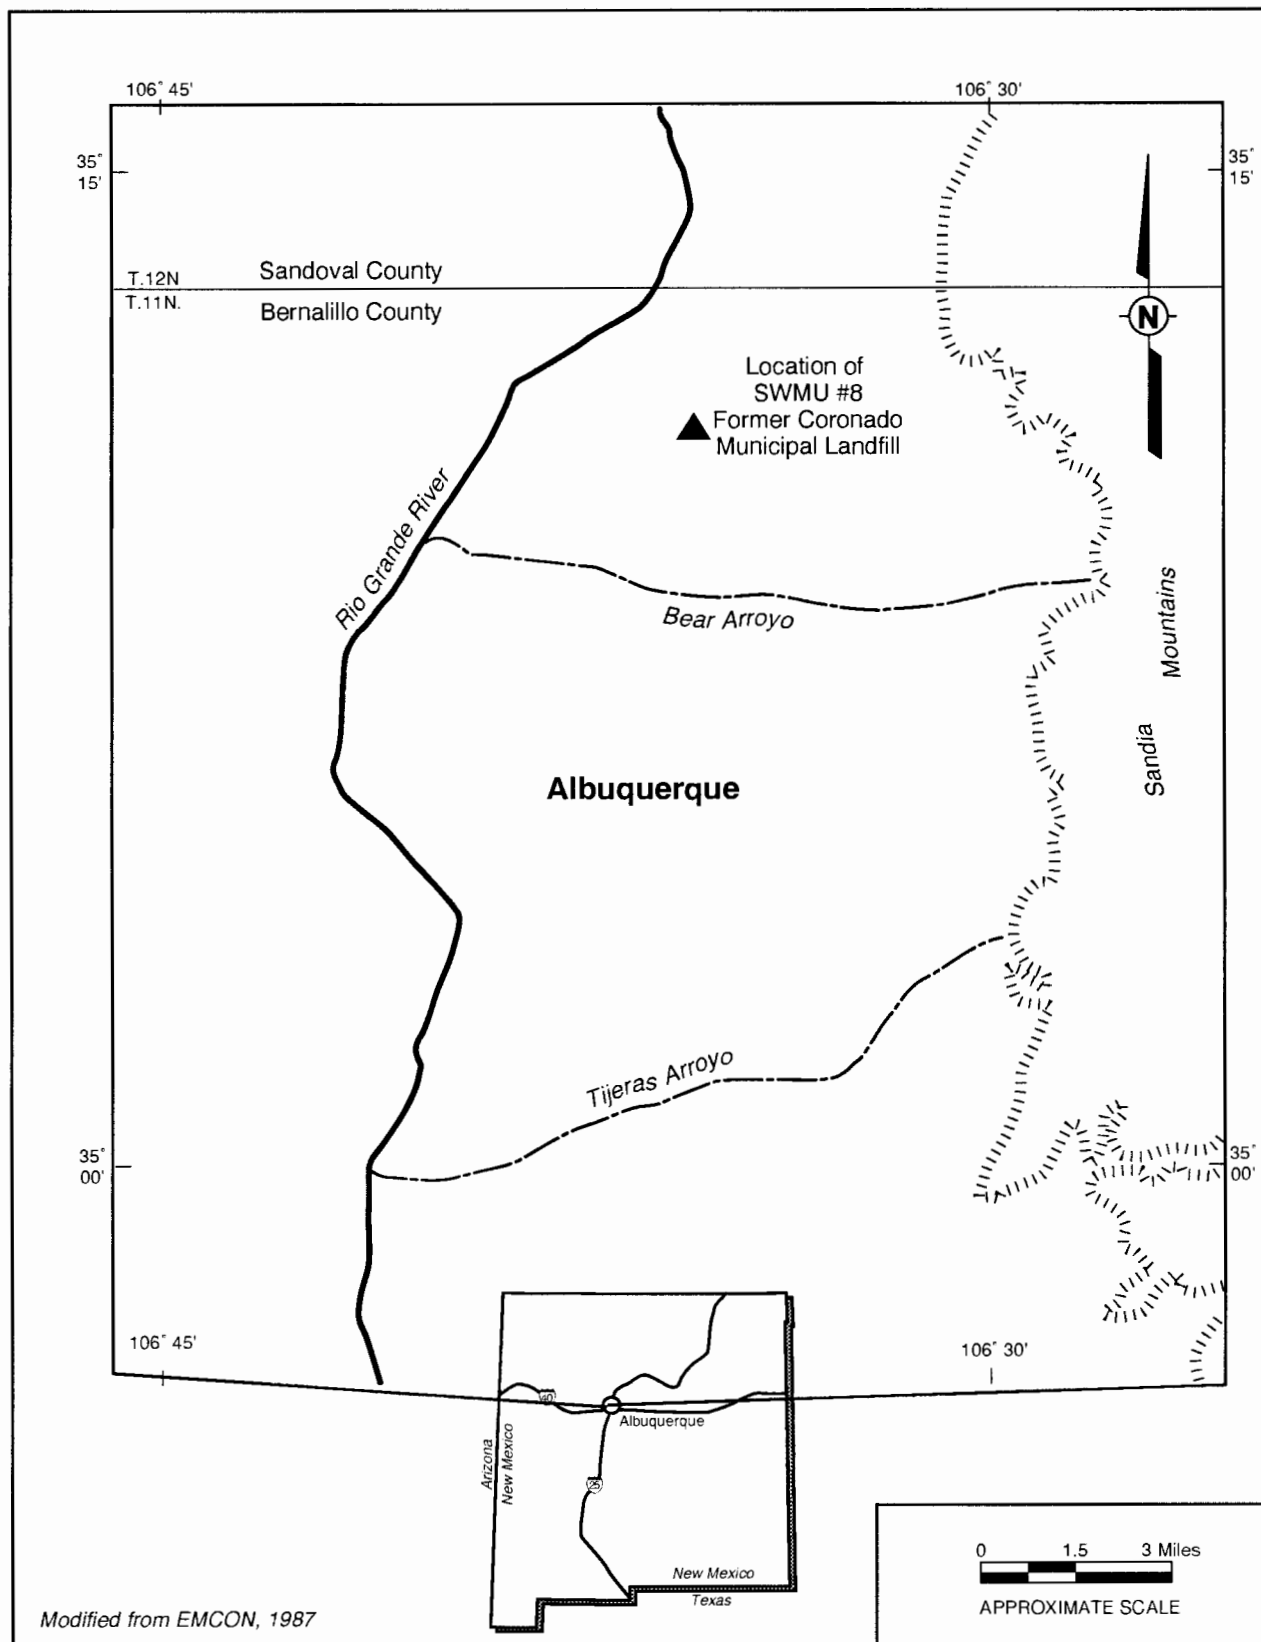 106° 45'
106° 30'
35°
15'
35°
15'
Sandoval County
T.12N
T.11N.
Bernalillo County
N
Location of
SWMU #8
Former Coronado
Municipal Landfill
Rio Grande River
Bear Arroyo
Mountains
Sandia
Albuquerque
Tijeras Arroyo
35°
00'
35°
00'
106° 45'
106° 30'
40
Albuquerque
Arizona
New Mexico
25
New Mexico
Texas
0 1.5 3 Miles
APPROXIMATE SCALE
Modified from EMCON, 1987